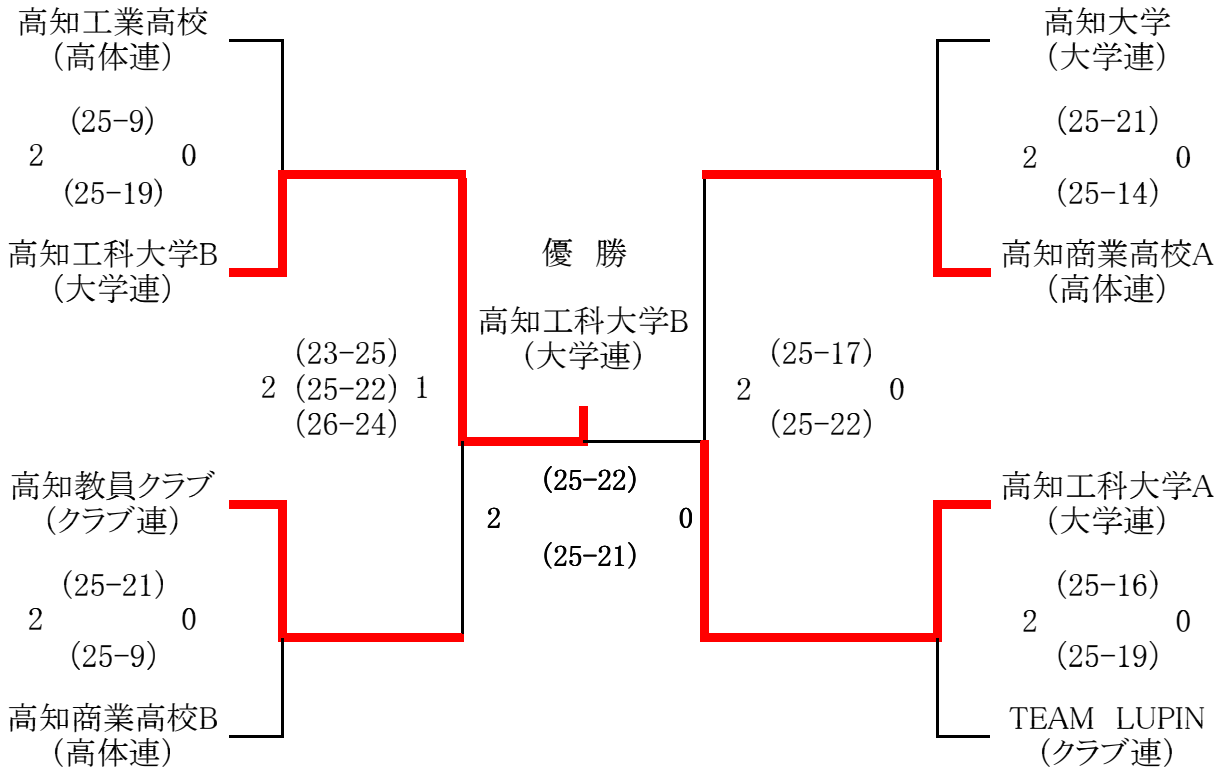 高知工業高校
（高体連）
(25-9)
2 0
(25-19)
高知工科大学B
（大学連）
(23-25)
2 (25-22) 1
(26-24)
高知教員クラブ
（クラブ連）
(25-21)
2 0
(25-9)
高知商業高校B
（高体連）
優 勝
高知工科大学B
（大学連）
(25-22)
2 0
(25-21)
高知大学
（大学連）
(25-21)
2 0
(25-14)
高知商業高校A
（高体連）
(25-17)
2 0
(25-22)
高知工科大学A
（大学連）
(25-16)
2 0
(25-19)
TEAM LUPIN
（クラブ連）